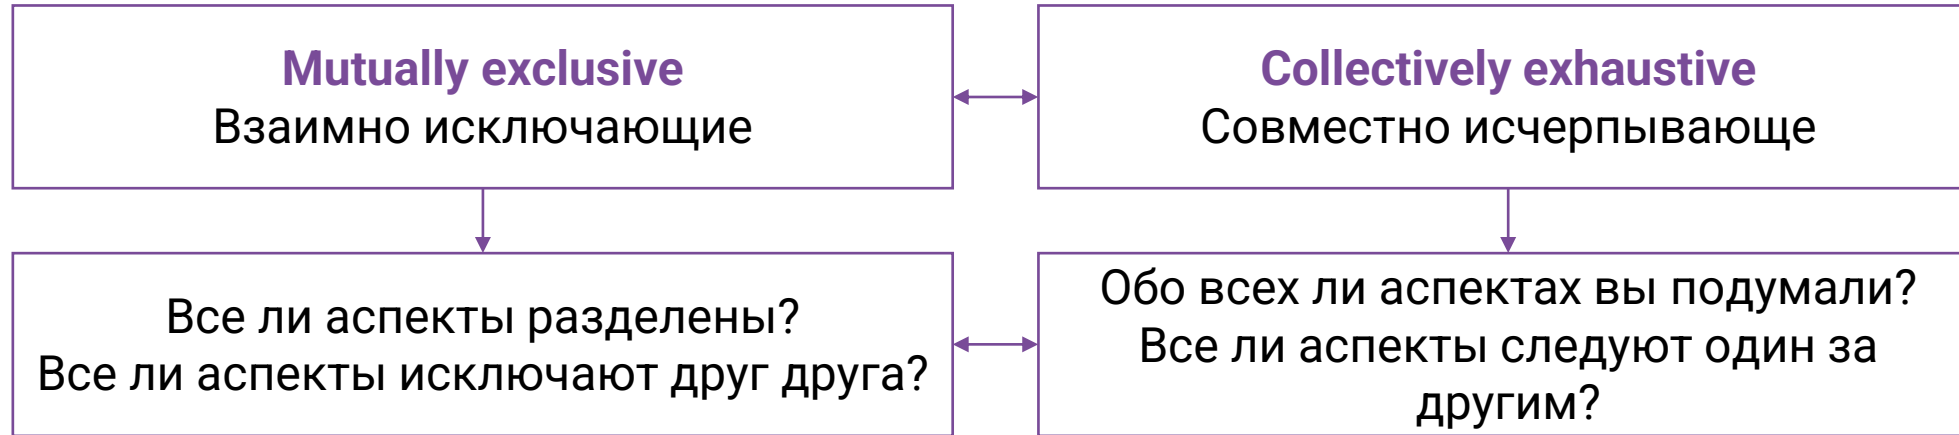 Mutually exclusive
Взаимно исключающие
Collectively exhaustive
Совместно исчерпывающе
Все ли аспекты разделены?
Все ли аспекты исключают друг друга?
Обо всех ли аспектах вы подумали?
Все ли аспекты следуют один за
другим?